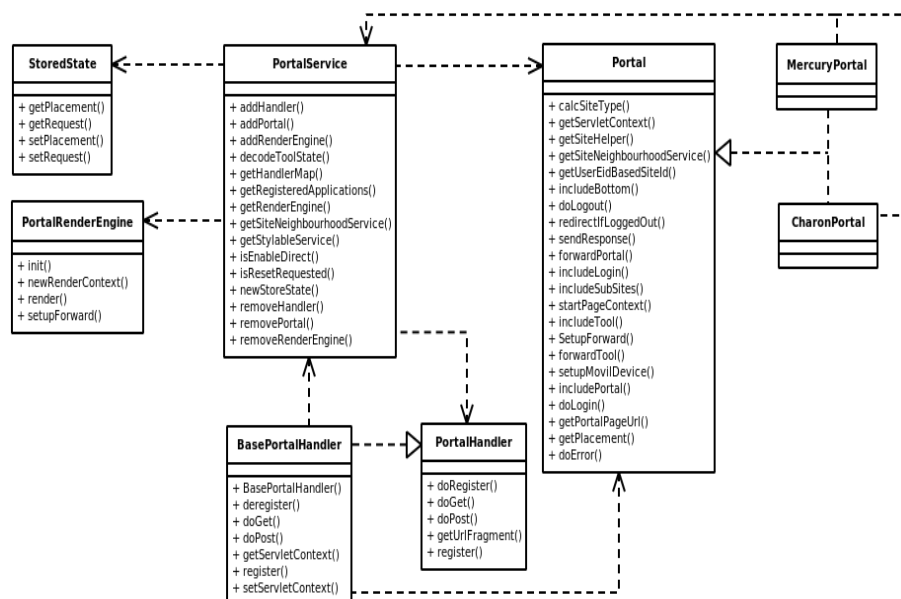 StoredState
+ getPlacement()
+ getRequest()
+ setPlacement()
+ setRequest()
PortalRenderEngine
+ init()
+ newRenderContext()
+ render()
+ setupForward()
PortalService
+ addHandler()
+ addPortal()
+ addRenderEngine()
+ decodeToolState()
+ getHandlerMap()
+ getRegisteredApplications()
+ getRenderEngine()
+ getSiteNeighbourhoodService()
+ getStylableService()
+ isEnableDirect()
+ isResetRequested()
+ newStoreState()
+ removeHandler()
+ removePortal()
+ removeRenderEngine()
BasePortalHandler
+ BasePortalHandler()
+ deregister()
+ doGet()
+ doPost()
+ getServletContext()
+ register()
+ setServletContext()
PortalHandler
+ doRegister()
+ doGet()
+ doPost()
+ getUrlFragment()
+ register()
Portal
+ calcSiteType()
+ getServletContext()
+ getSiteHelper()
+ getSiteNeighbourhoodService()
+ getUserEidBasedSiteId()
+ includeBottom()
+ doLogout()
+ redirectIfLoggedOut()
+ sendResponse()
+ forwardPortal()
+ includeLogin()
+ includeSubSites()
+ startPageContext()
+ includeTool()
+ SetupForward()
+ forwardTool()
+ setupMovilDevice()
+ includePortal()
+ doLogin()
+ getPortalPageUrl()
+ getPlacement()
+ doError()
MercuryPortal
CharonPortal